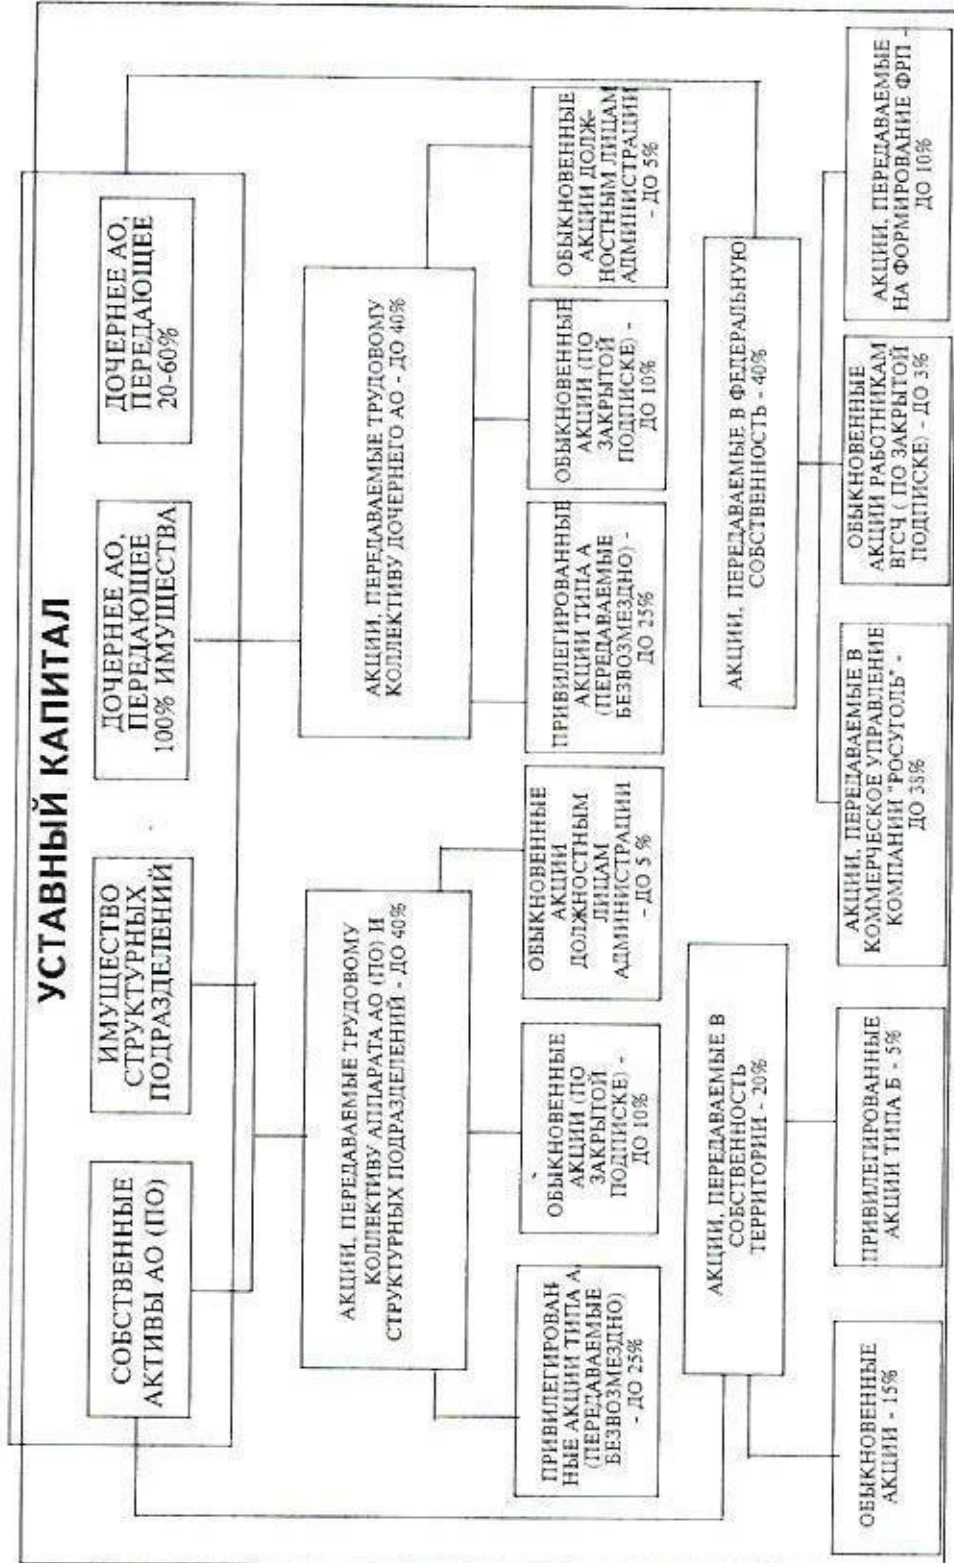 УСТАВНЫЙ КАПИТАЛ
СОБСТВЕННЫЕ
АКТИВЫ АО (ПО)
ИМУЩЕСТВО
СТРУКТУРНЫХ
ПОДРАЗДЕЛЕНИЙ
ДОЧЕРНЕЕ АО,
ПЕРЕДАЮЩЕЕ
100% ИМУЩЕСТВА
ДОЧЕРНЕЕ АО,
ПЕРЕДАЮЩЕЕ
20-60%
АКЦИИ, ПЕРЕДАВАЕМЫЕ ТРУДОВОМУ
КОЛЛЕКТИВУ АППАРАТА АО (ПО) И
СТРУКТУРНЫХ ПОДРАЗДЕЛЕНИЙ - ДО 40%
АКЦИИ, ПЕРЕДАВАЕМЫЕ ТРУДОВОМУ
КОЛЛЕКТИВУ ДОЧЕРНЕГО АО - ДО 40%
ПРИВИЛЕГИРОВАН
НЫЕ АКЦИИ ТИПА А
(ПЕРЕДАВАЕМЫЕ
БЕЗВОЗМЕЗДНО)
- ДО 25%
ОБЫКНОВЕННЫЕ
АКЦИИ (ПО
ЗАКРЫТОЙ
ПОДПИСКЕ) -
ДО 10%
ОБЫКНОВЕННЫЕ
АКЦИИ
ДОЛЖНОСТНЫМ
ЛИЦАМ
АДМИНИСТРАЦИИ
- ДО 5 %
ПРИВИЛЕГИРОВАННЫЕ
АКЦИИ ТИПА А
(ПЕРЕДАВАЕМЫЕ
БЕЗВОЗМЕЗДНО) -
ДО 25%
ОБЫКНОВЕННЫЕ
АКЦИИ (ПО
ЗАКРЫТОЙ
ПОДПИСКЕ) -
ДО 10%
ОБЫКНОВЕННЫЕ
АКЦИИ ДОЛЖ-
НОСТНЫМ ЛИЦАМ
АДМИНИСТРАЦИИ
- ДО 5%
АКЦИИ, ПЕРЕДАВАЕМЫЕ В
СОБСТВЕННОСТЬ
ТЕРРИТОРИИ - 20%
АКЦИИ, ПЕРЕДАВАЕМЫЕ В ФЕДЕРАЛЬНУЮ
СОБСТВЕННОСТЬ - 40%
ОБЫКНОВЕННЫЕ
АКЦИИ - 15%
ПРИВИЛЕГИРОВАННЫЕ
АКЦИИ ТИПА Б - 5%
АКЦИИ, ПЕРЕДАВАЕМЫЕ В
КОММЕРЧЕСКОЕ УПРАВЛЕНИЕ
КОМПАНИИ "РОСУГОЛЬ" -
ДО 38%
ОБЫКНОВЕННЫЕ
АКЦИИ РАБОТНИКАМ
ВГСЧ ( ПО ЗАКРЫТОЙ
ПОДПИСКЕ) - ДО 3%
АКЦИИ, ПЕРЕДАВАЕМЫЕ
НА ФОРМИРОВАНИЕ ФРП -
ДО 10%